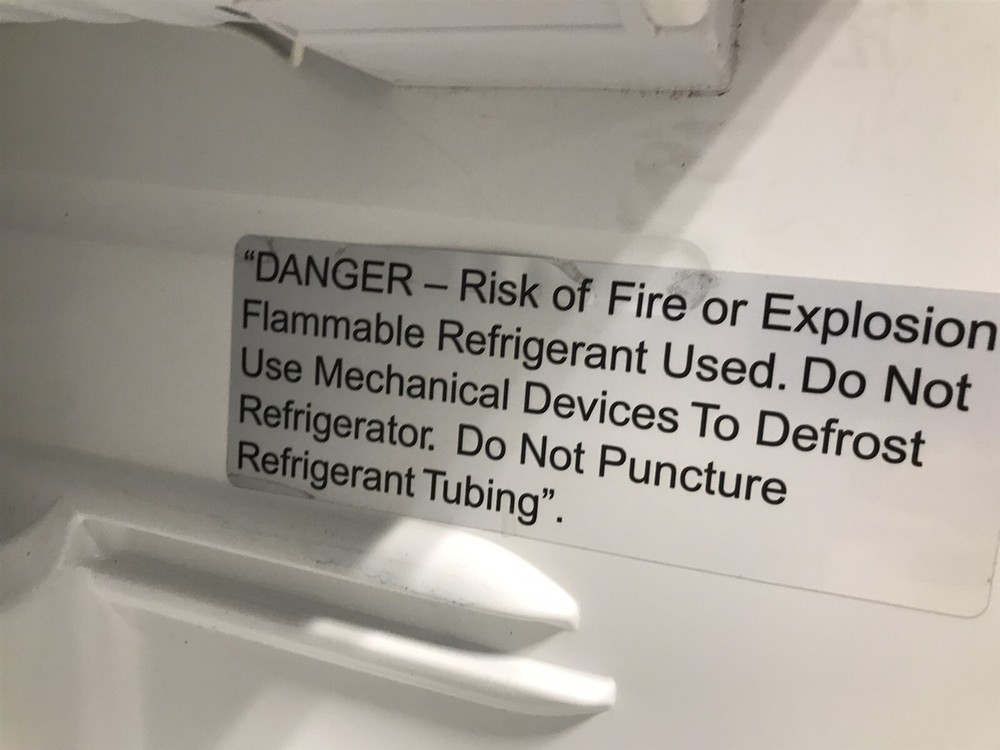 “DANGER – Risk of Fire or Explosion
Flammable Refrigerant Used. Do Not
Use Mechanical Devices To Defrost
Refrigerator. Do Not Puncture
Refrigerant Tubing”.